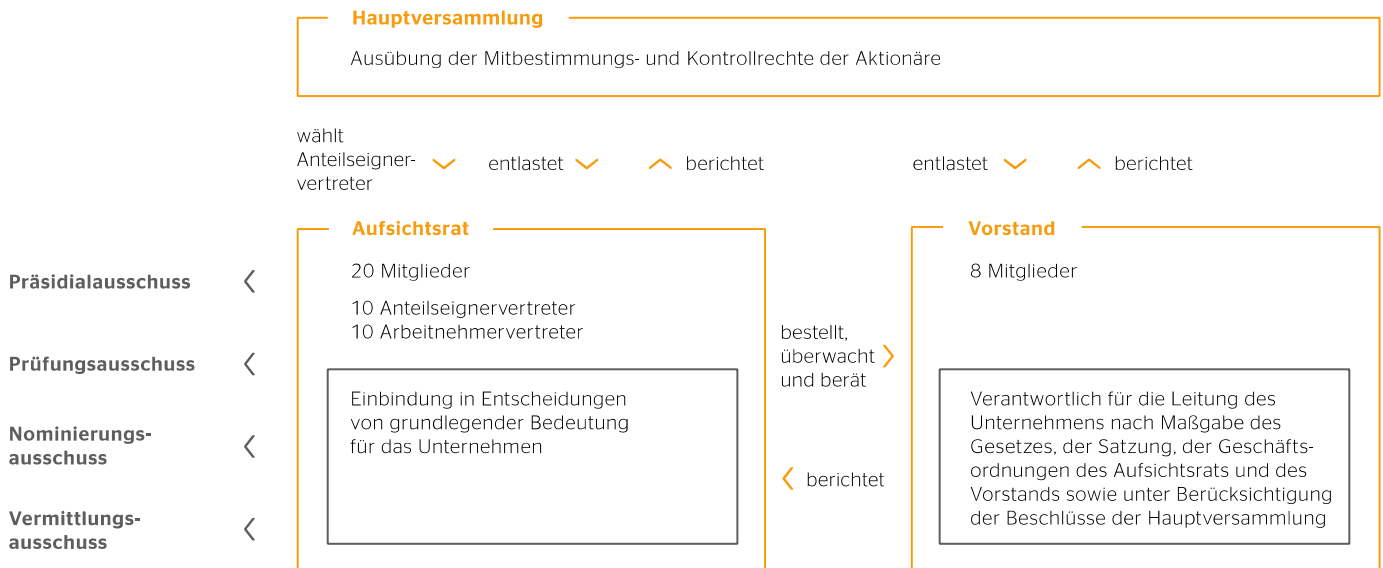 Hauptversammlung
Ausübung der Mitbestimmungs- und Kontrollrechte der Aktionäre
wählt
Anteilseigner-
vertreter
entlastet
berichtet
entlastet
berichtet
Präsidialausschuss
Prüfungsausschuss
Nominierungs-
ausschuss
Vermittlungs-
ausschuss
Aufsichtsrat
20 Mitglieder
10 Anteilseignervertreter
10 Arbeitnehmervertreter
Einbindung in Entscheidungen
von grundlegender Bedeutung
für das Unternehmen
bestellt,
überwacht
und berät
berichtet
Vorstand
8 Mitglieder
Verantwortlich für die Leitung des
Unternehmens nach Maßgabe des
Gesetzes, der Satzung, der Geschäfts-
ordnungen des Aufsichtsrats und des
Vorstands sowie unter Berücksichtigung
der Beschlüsse der Hauptversammlung